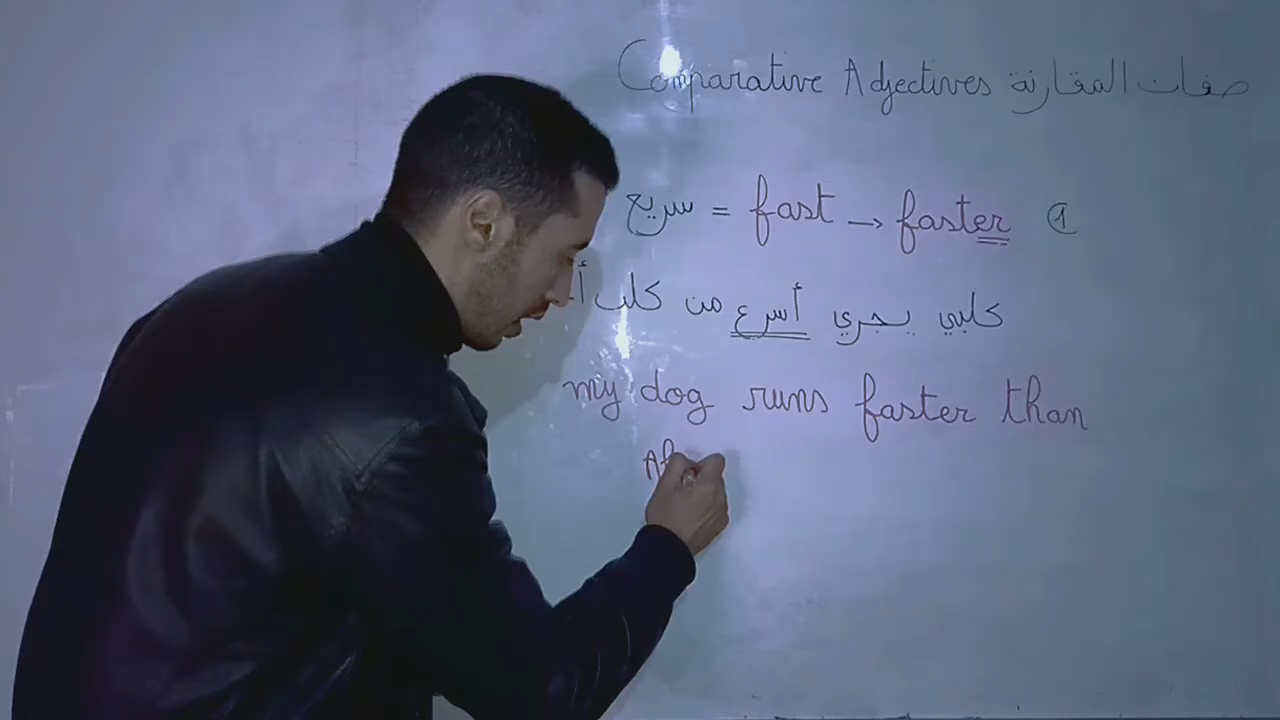 Comparative Adjectives صفات المقارنة
سريع = fast → faster ①
كلبي يجري أسرع من كلب
my dog runs faster than